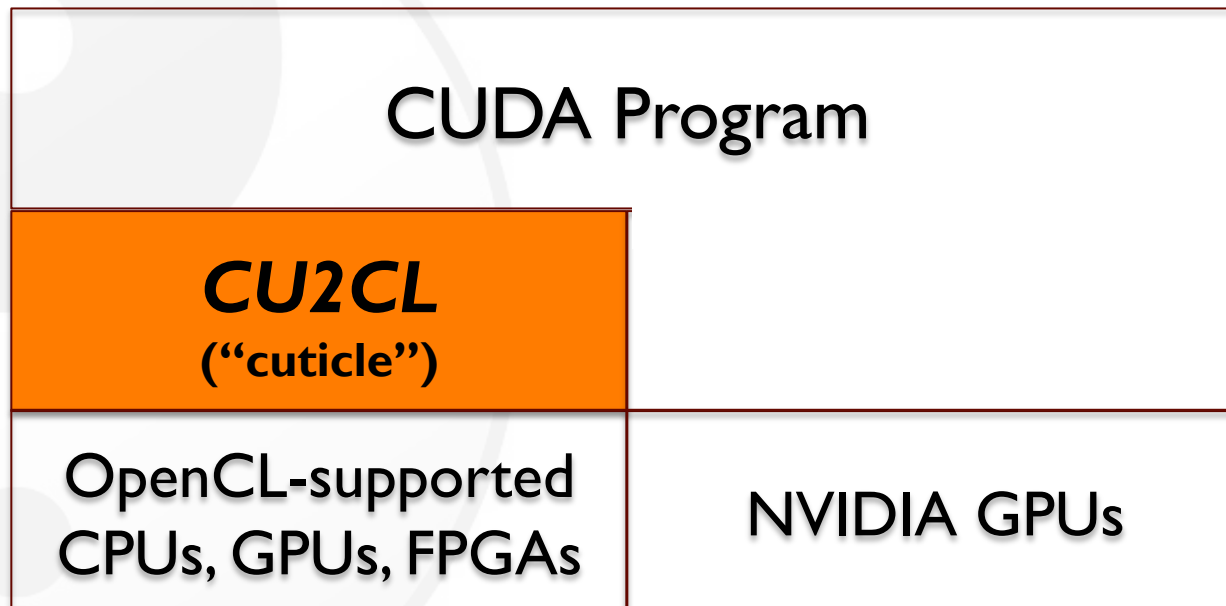 CUDA Program
CU2CL
(“cuticle”)
OpenCL-supported
CPUs, GPUs, FPGAs
NVIDIA GPUs